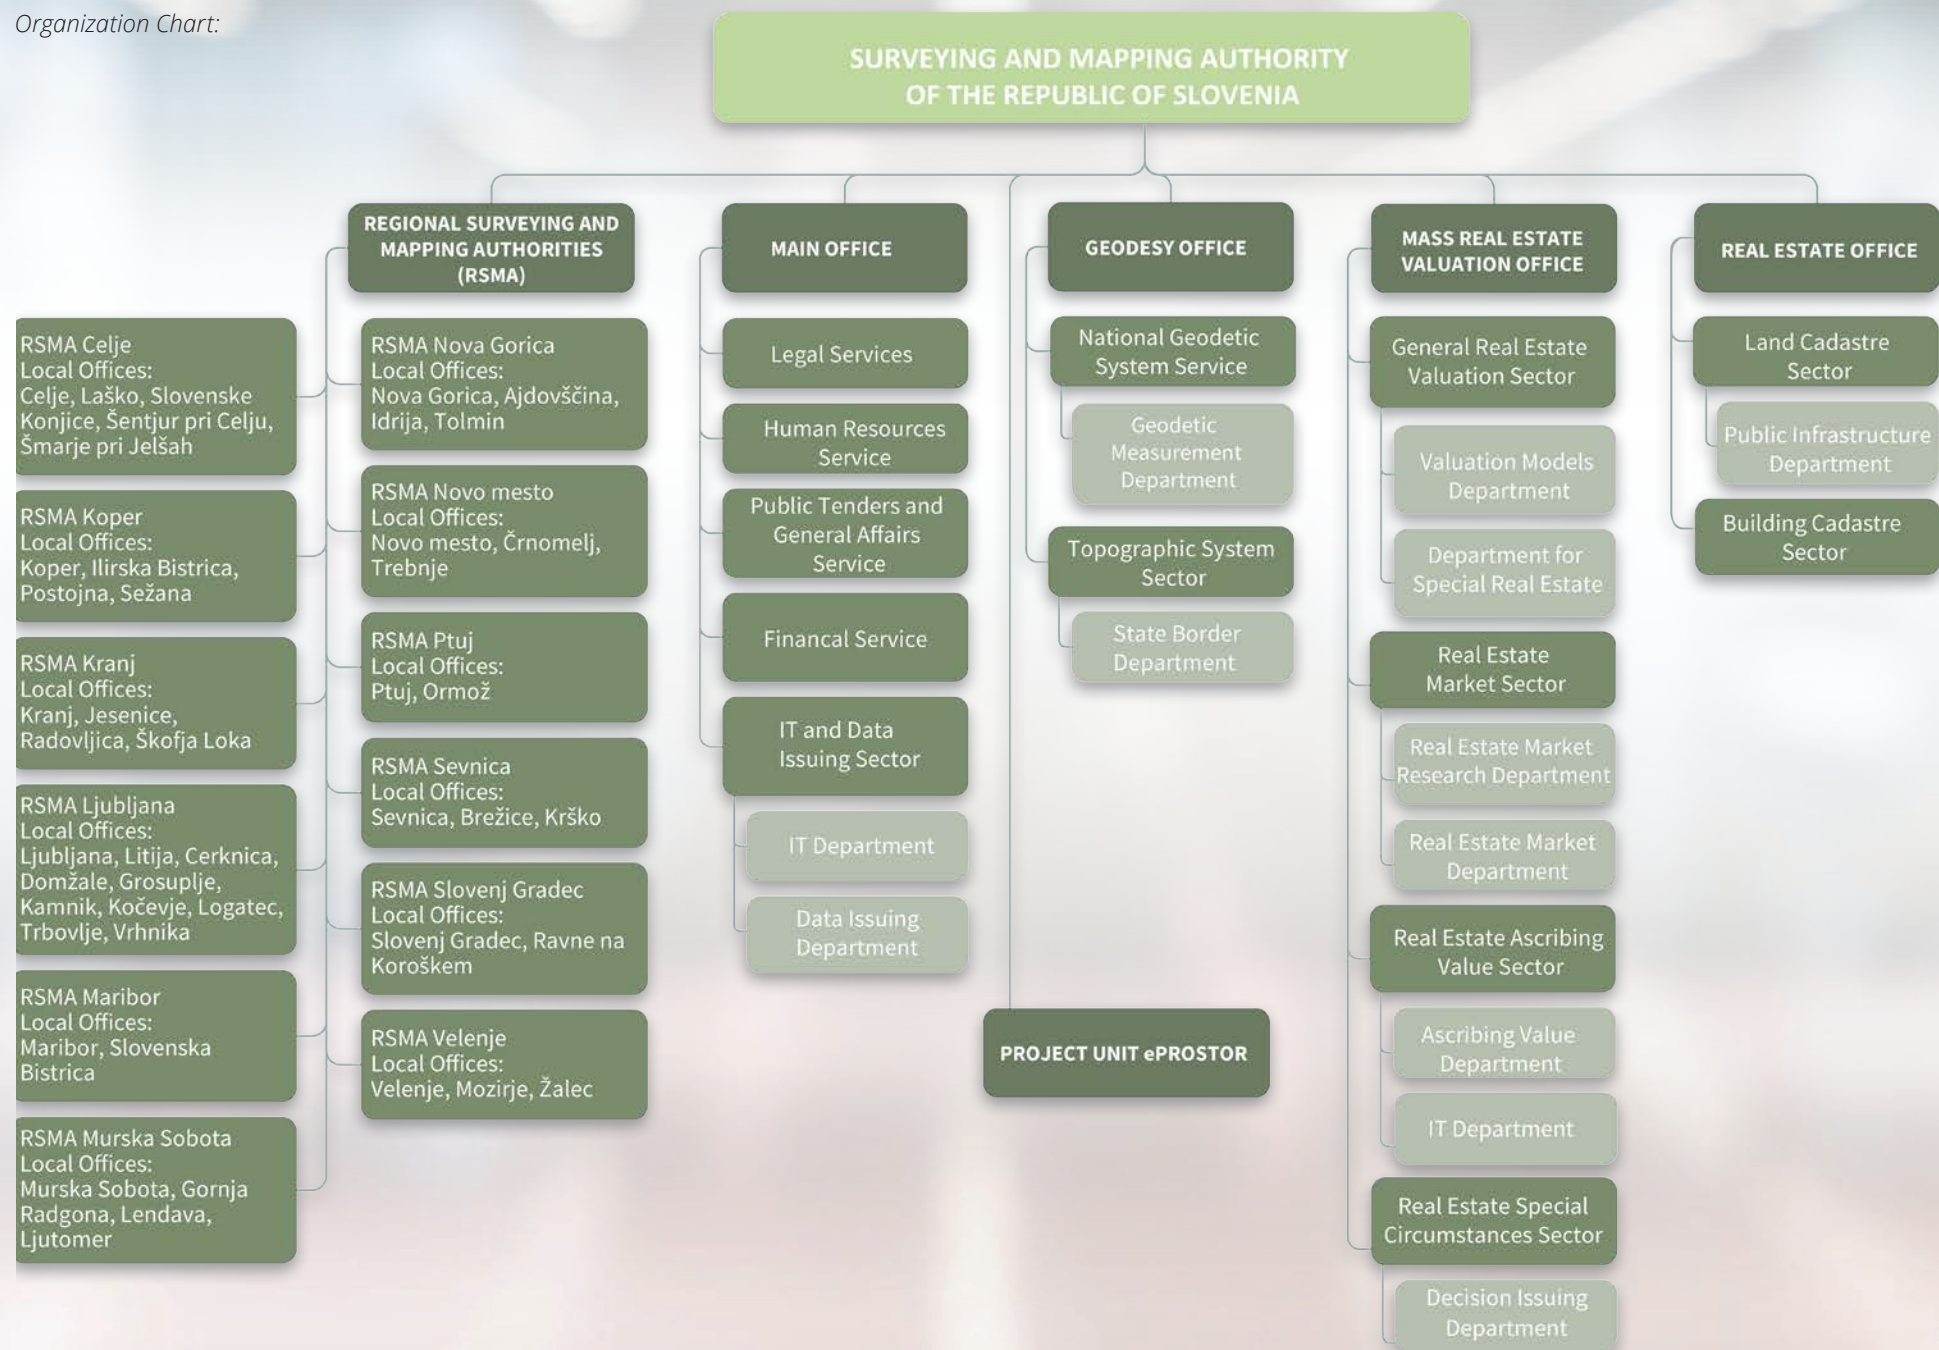 Organization Chart:
SURVEYING AND MAPPING AUTHORITY
OF THE REPUBLIC OF SLOVENIA
REGIONAL SURVEYING AND
MAPPING AUTHORITIES
(RSMA)
RSMA Celje
Local Offices:
Celje, Laško, Slovenske
Konjice, Šentjur pri Celju,
Šmarje pri Jelšah
RSMA Koper
Local Offices:
Koper, Ilirska Bistrica,
Postojna, Sežana
RSMA Kranj
Local Offices:
Kranj, Jesenice,
Radovljica, Škofja Loka
RSMA Ljubljana
Local Offices:
Ljubljana, Litija, Cerknica,
Domžale, Grosuplje,
Kamnik, Kočevje, Logatec,
Trbovlje, Vrhnika
RSMA Maribor
Local Offices:
Maribor, Slovenska
Bistrica
RSMA Murska Sobota
Local Offices:
Murska Sobota, Gornja
Radgona, Lendava,
Ljutomer
RSMA Nova Gorica
Local Offices:
Nova Gorica, Ajdovščina,
Idrija, Tolmin
RSMA Novo mesto
Local Offices:
Novo mesto, Črnomelj,
Trebnje
RSMA Ptuj
Local Offices:
Ptuj, Ormož
RSMA Sevnica
Local Offices:
Sevnica, Brežice, Krško
RSMA Slovenj Gradec
Local Offices:
Slovenj Gradec, Ravne na
Koroškem
RSMA Velenje
Local Offices:
Velenje, Mozirje, Žalec
MAIN OFFICE
Legal Services
Human Resources
Service
Public Tenders and
General Affairs
Service
Financal Service
IT and Data
Issuing Sector
IT Department
Data Issuing
Department
PROJECT UNIT ePROSTOR
GEODESY OFFICE
National Geodetic
System Service
Geodetic
Measurement
Department
Topographic System
Sector
State Border
Department
MASS REAL ESTATE
VALUATION OFFICE
General Real Estate
Valuation Sector
Valuation Models
Department
Department for
Special Real Estate
Real Estate
Market Sector
Real Estate Market
Research Department
Real Estate Market
Department
Real Estate Ascribing
Value Sector
Ascribing Value
Department
IT Department
Real Estate Special
Circumstances Sector
Decision Issuing
Department
REAL ESTATE OFFICE
Land Cadastre
Sector
Public Infrastructure
Department
Building Cadastre
Sector